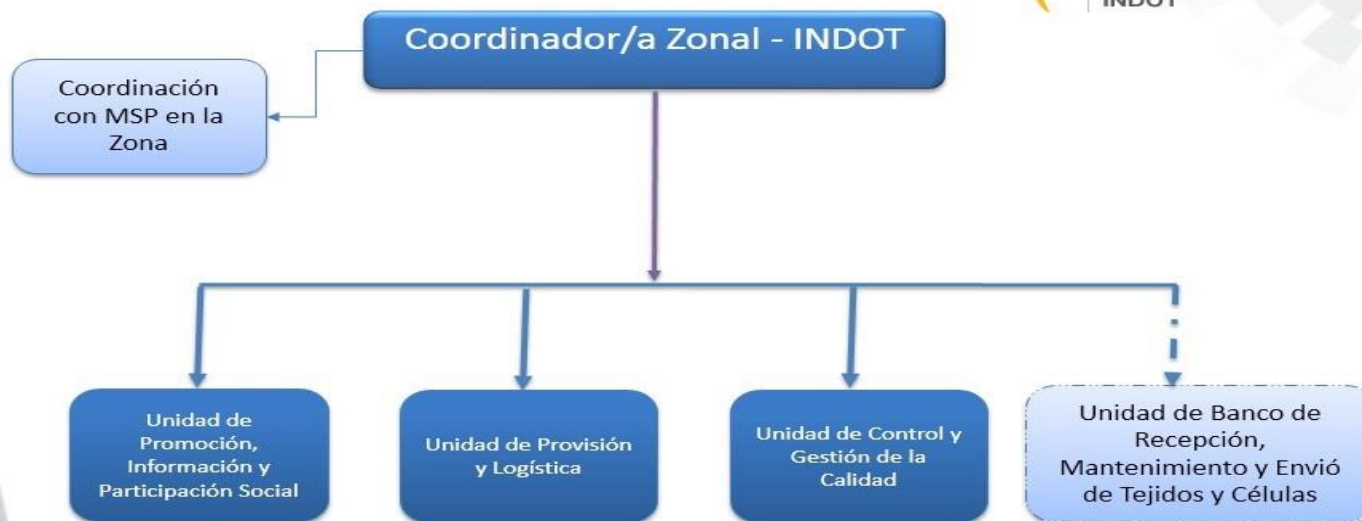 INDOT
Coordinador/a Zonal - INDOT
Coordinación
con MSP en la
Zona
Unidad de
Promoción,
Información y
Participación Social
Unidad de Provisión
y Logística
Unidad de Control y
Gestión de la
Calidad
Unidad de Banco de
Recepción,
Mantenimiento y Envió
de Tejidos y Células